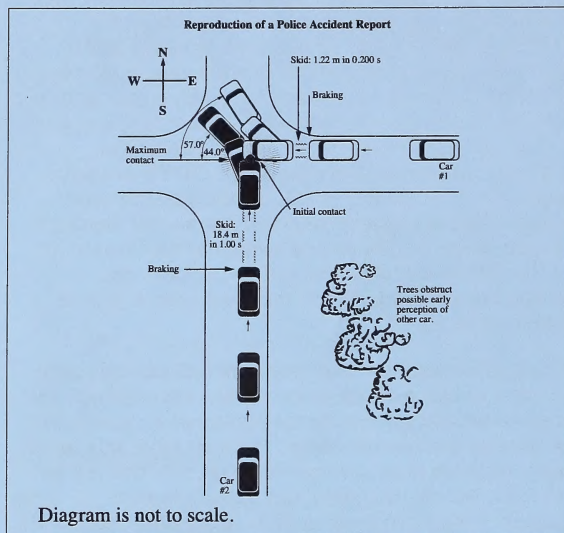 Reproduction of a Police Accident Report
N
W
E
S
Skid: 1.22 m in 0.200 s
Braking
57.0°
44.0°
Maximum
contact
Car
#1
Initial contact
Skid:
18.4 m
in 1.00 s
Braking
Trees obstruct
possible early
perception of
other car.
Car
#2
Diagram is not to scale.